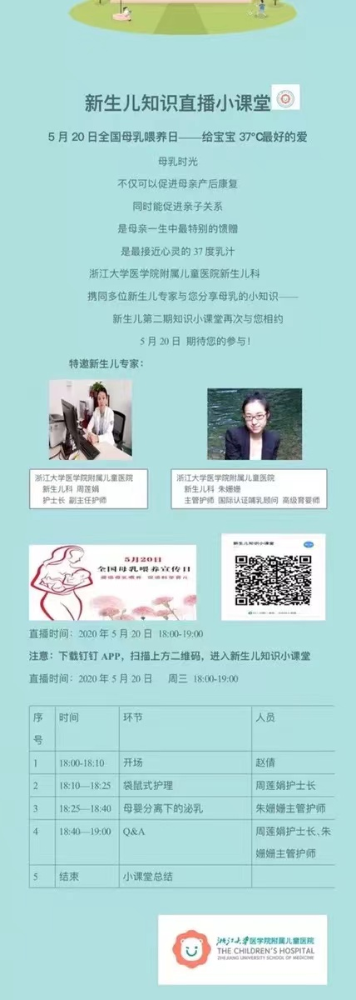 新生儿知识直播小课堂
5 月 20 日全国母乳喂养日——给宝宝 37℃最好的爱
母乳时光
不仅可以促进母亲产后康复
同时能促进亲子关系
是母亲一生中最特别的馈赠
是最接近心灵的 37 度乳汁
浙江大学医学院附属儿童医院新生儿科
携同多位新生儿专家与您分享母乳的小知识——
新生儿第二期知识小课堂再次与您相约
5 月 20 日 期待您的参与！
特邀新生儿专家：
浙江大学医学院附属儿童医院
新生儿科 周莲娟
护士长 副主任护师
浙江大学医学院附属儿童医院
新生儿科 朱姗姗
主管护师 国际认证哺乳顾问 高级育婴师
5月20日
全国母乳喂养宣传日
新生儿知识小课堂
直播时间：2020 年 5 月 20 日 18:00-19:00
注意：下载钉钉 APP，扫描上方二维码，进入新生儿知识小课堂
直播时间：2020 年 5 月 20 日 周三 18:00-19:00
序号 时间 环节 人员
1 18:00-18:10 开场 赵倩
2 18:10—18:25 袋鼠式护理 周莲娟护士长
3 18:25—18:40 母婴分离下的泌乳 朱姗姗主管护师
4 18:40—19:00 Q&A 周莲娟护士长、朱
姗姗主管护师
5 结束 小课堂总结
浙江大学医学院附属儿童医院
THE CHILDREN'S HOSPITAL
ZHEJIANG UNIVERSITY SCHOOL OF MEDICINE